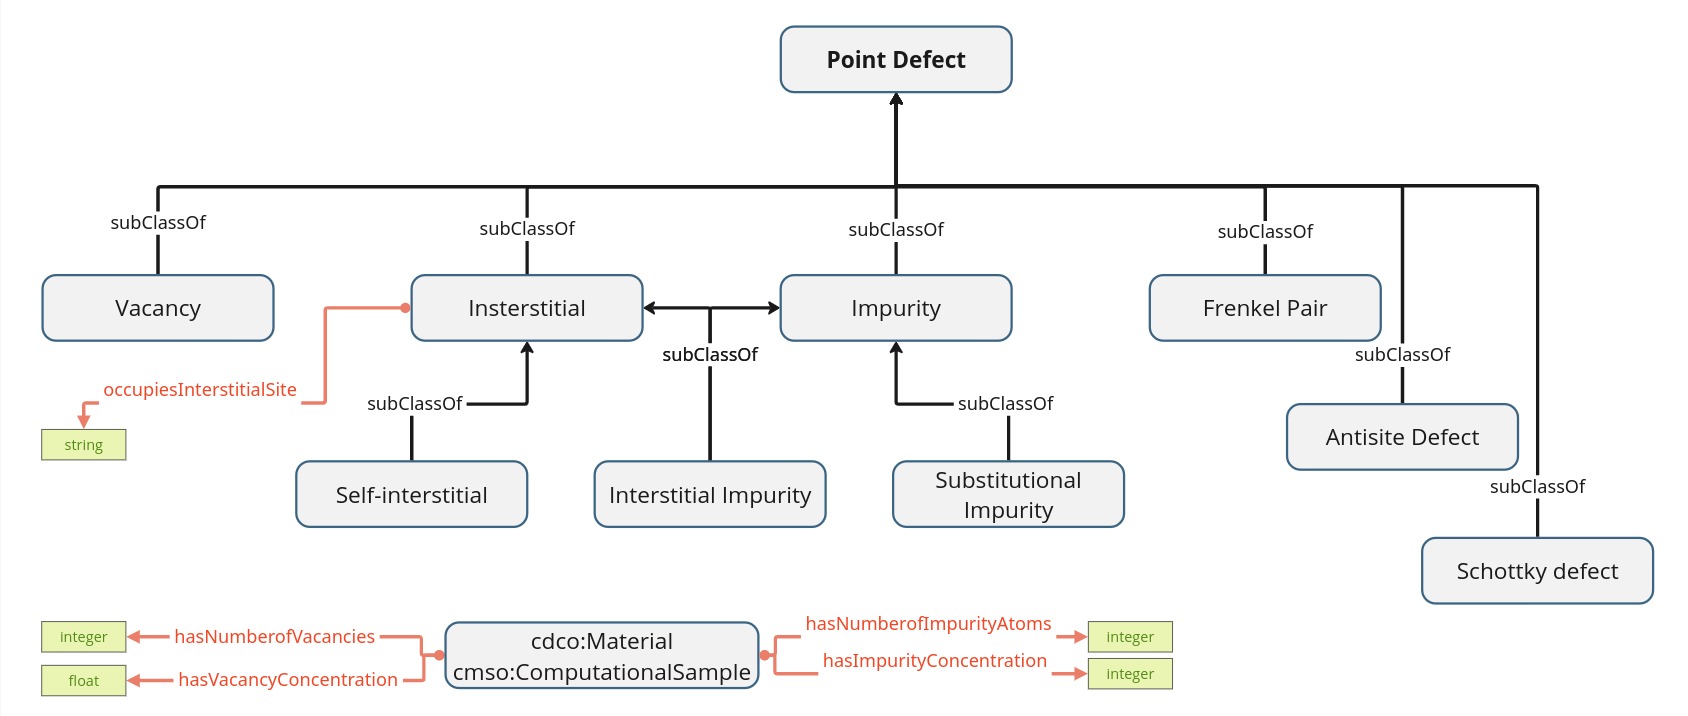 Point Defect
subClassOf
subClassOf
subClassOf
subClassOf
Vacancy
Insterstitial
Impurity
Frenkel Pair
subClassOf
subClassOf
occupiesInterstitialSite
subClassOf
subClassOf
string
Antisite Defect
Self-interstitial
Interstitial Impurity
Substitutional
Impurity
subClassOf
Schottky defect
integer
hasNumberofVacancies
cdco:Material
hasNumberofImpurityAtoms
integer
float
hasVacancyConcentration
cmso:ComputationalSample
hasImpurityConcentration
integer